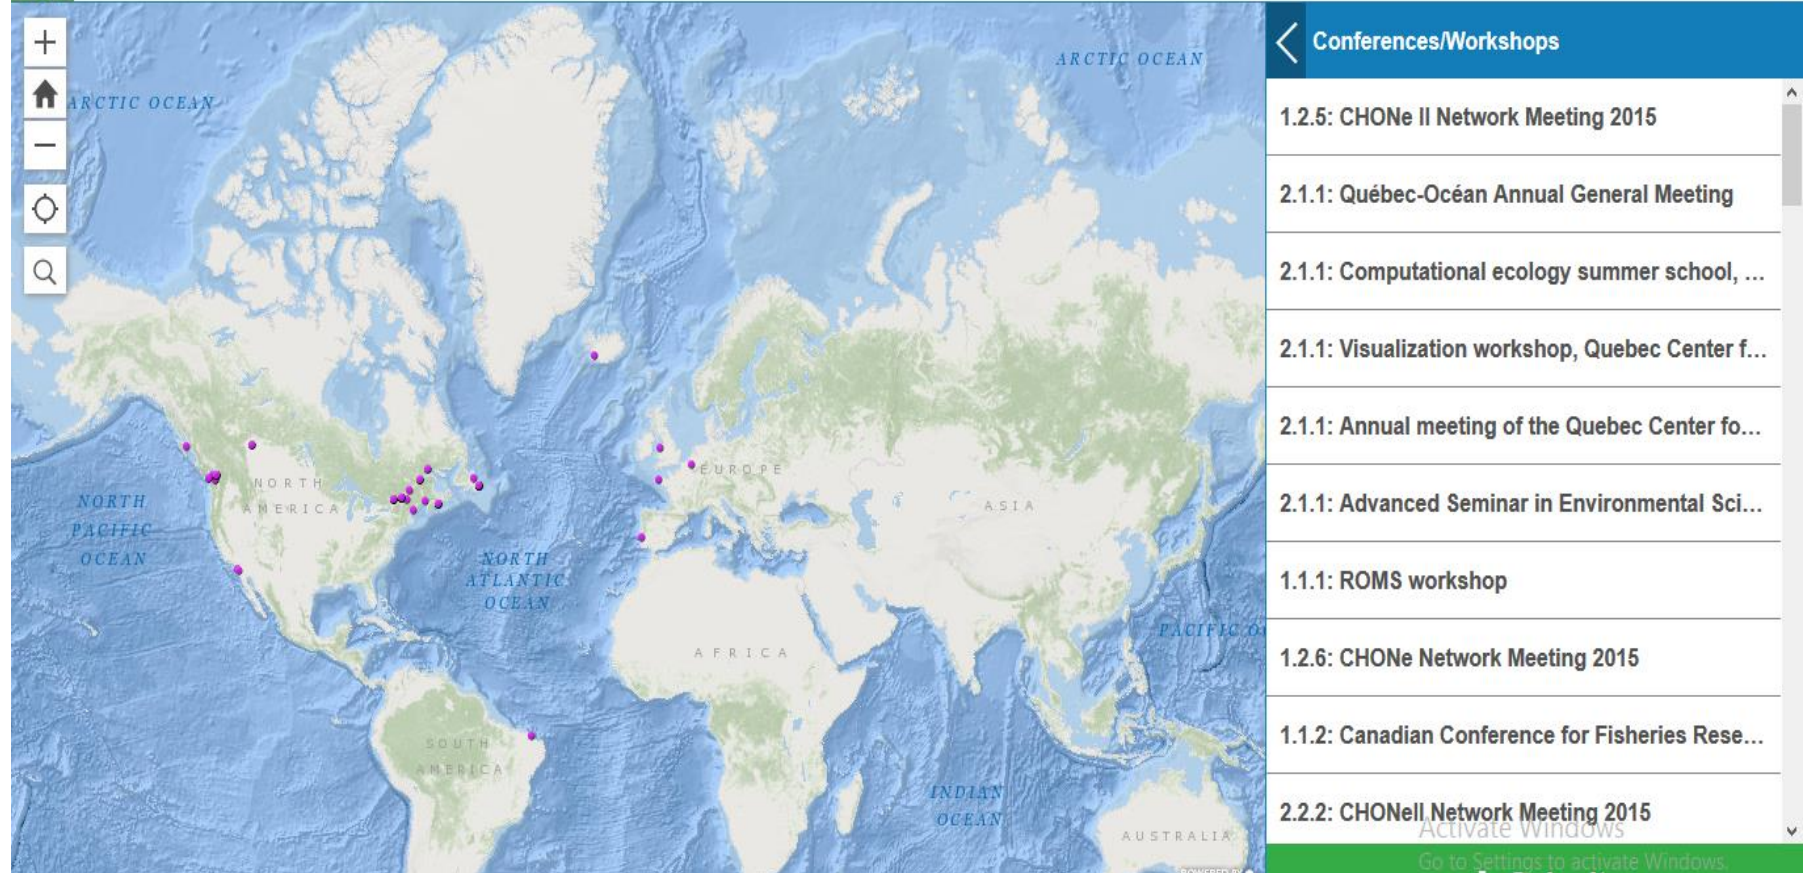 ARCTIC OCEAN
ARCTIC OCEAN
NORTH
PACIFIC
OCEAN
NORTH
AMERICA
NORTH
ATLANTIC
OCEAN
EUROPE
ASIA
AFRICA
PACIFIC O
SOUTH
AMERICA
INDIAN
OCEAN
AUSTRALIA
POWERED BY
Conferences/Workshops
1.2.5: CHONe II Network Meeting 2015
2.1.1: Québec-Océan Annual General Meeting
2.1.1: Computational ecology summer school, ...
2.1.1: Visualization workshop, Quebec Center f...
2.1.1: Annual meeting of the Quebec Center fo...
2.1.1: Advanced Seminar in Environmental Sci...
1.1.1: ROMS workshop
1.2.6: CHONe Network Meeting 2015
1.1.2: Canadian Conference for Fisheries Rese...
2.2.2: CHONeII Network Meeting 2015
Activate Windows
Go to Settings to activate Windows.